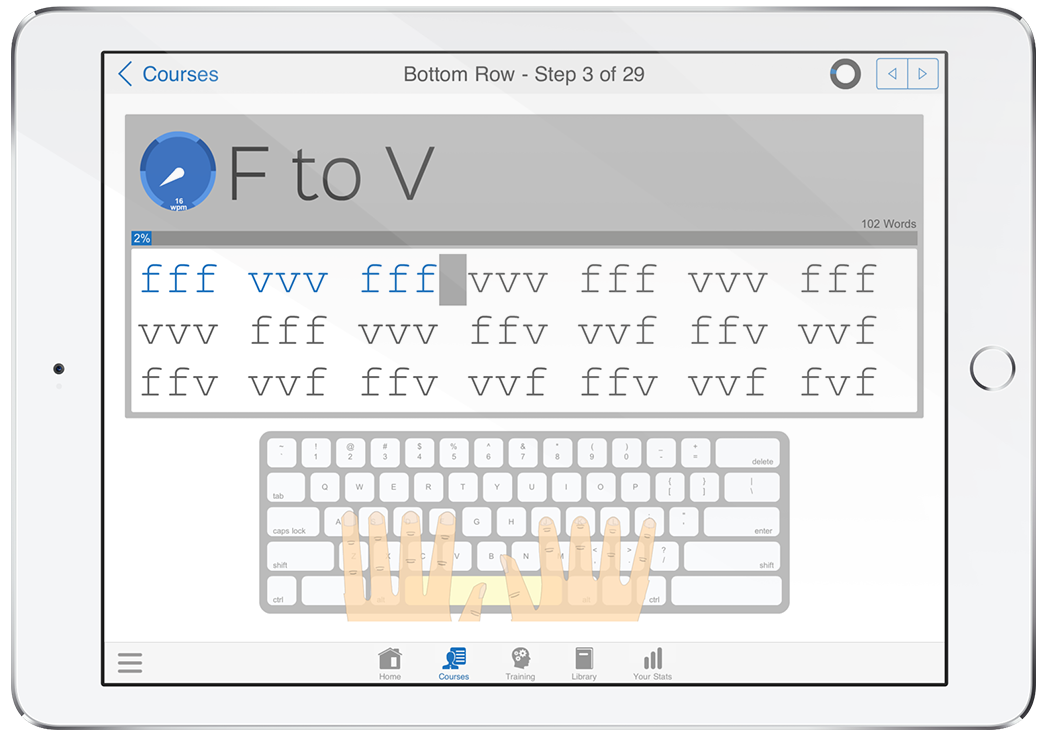 Courses
Bottom Row - Step 3 of 29
F to V
16
wpm
102 Words
2%
fff vvv fff vvv fff vvv fff
vvv fff vvv ffv vvf ffv vvf
ffv vvf ffv vvf ffv vvf fvf
~ ! @ # $ % ^ & * ( ) _ +
` 1 2 3 4 5 6 7 8 9 0 - = delete
tab Q W E R T Y U I O P { [ } ] | \
caps lock A G H : " ' enter
shift Z X C V B N M < , > . ? / shift
ctrl alt alt ctrl
Home Courses Training Library Your Stats